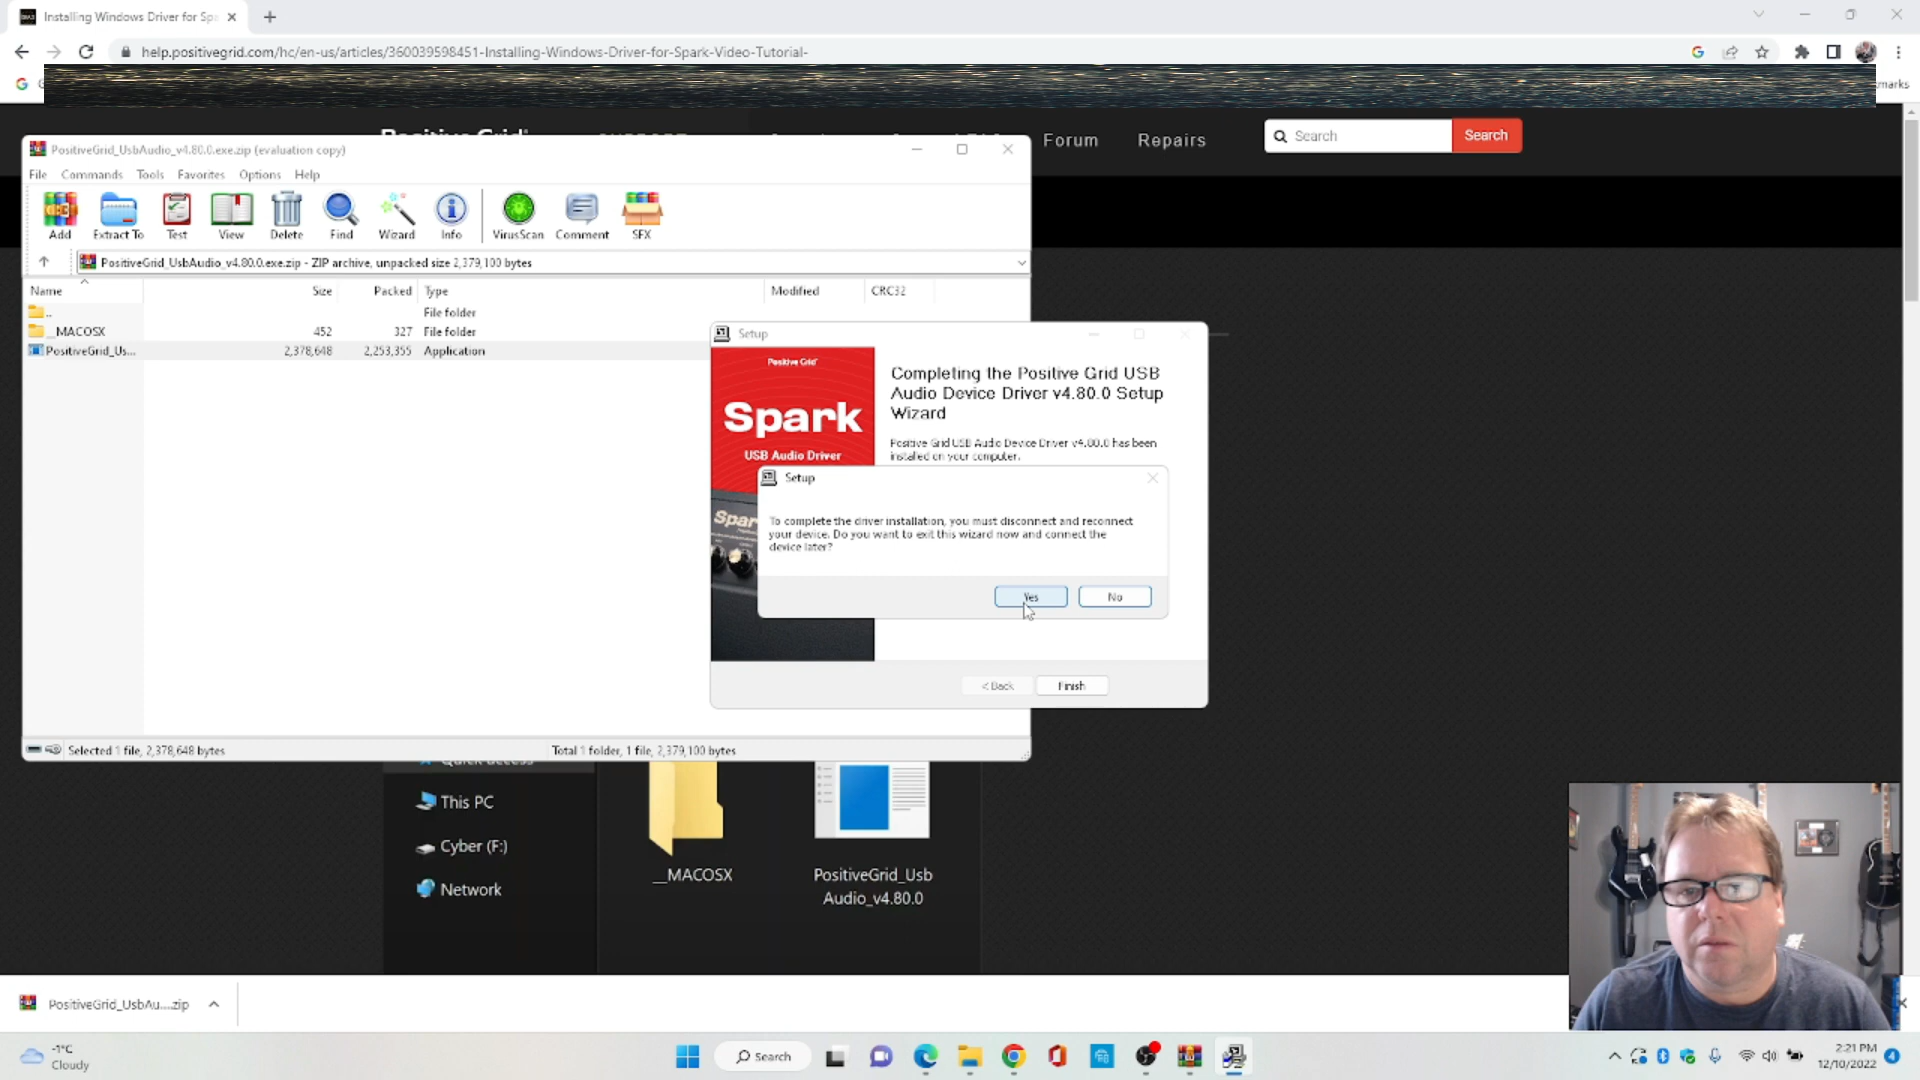 Installing Windows Driver for Spa
help.positivegrid.com/hc/en-us/articles/360039598451-Installing-Windows-Driver-for-Spark-Video-Tutorial-
Forum
Repairs
Search
Search
PositiveGrid_UsbAudio_v4.80.0.exe.zip (evaluation copy)
File Commands Tools Favorites Options Help
Add
Extract To
Test
View
Delete
Find
Wizard
Info
VirusScan
Comment
SFX
PositiveGrid_UsbAudio_v4.80.0.exe.zip - ZIP archive, unpacked size 2,379,100 bytes
Name Size Packed Type Modified CRC32
.. File folder
__MACOSX 452 327 File folder
PositiveGrid_Us... 2,378,648 2,253,355 Application
Selected 1 file, 2,378,648 bytes
Total 1 folder, 1 file, 2,379,100 bytes
Setup
Positive Grid
Spark
USB Audio Driver
Completing the Positive Grid USB
Audio Device Driver v4.80.0 Setup
Wizard
Positive Grid USB Audio Device Driver v4.80.0 has been
installed on your computer.
Setup
To complete the driver installation, you must disconnect and reconnect
your device. Do you want to exit this wizard now and connect the
device later?
Yes
No
< Back
Finish
Quick access
This PC
Cyber (F:)
Network
__MACOSX
PositiveGrid_Usb
Audio_v4.80.0
PositiveGrid_UsbAu....zip
-1°C
Cloudy
Search
2:21 PM
12/10/2022
4